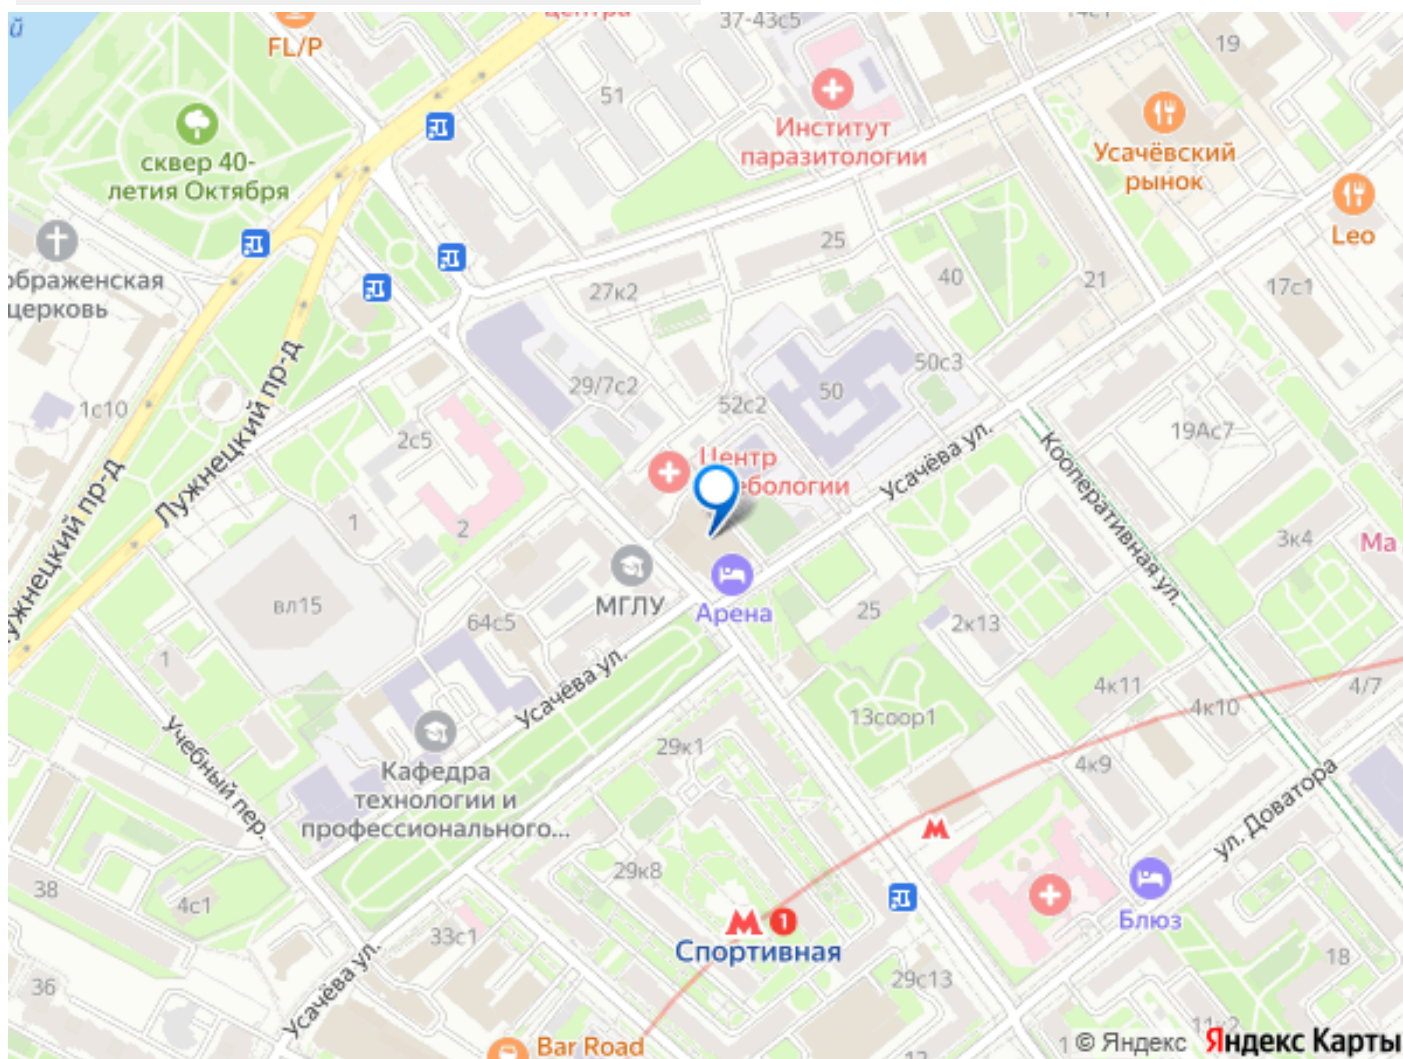 й
центра
37-43с5
14с1
FL/P
19
51
Институт
паразитологии
Усачёвский
рынок
сквер 40-
летия Октября
Leo
25
ображенская
церковь
27к2
40
21
17с1
Лужнецкий пр-д
29/7с2
50
50с3
1с10
52с2
2с5
19Ас7
Центр
ебологии
Усачёва ул.
Кооперативная ул.
ужнецкий пр-д
1
2
3к4
Ма
МГЛУ
Арена
вл15
64с5
25
2к13
1
Усачёва ул.
4к11
4/7
4к10
13соор1
Учебный пер.
29к1
4к9
Кафедра
технологии и
профессионального...
ул. Доватора
29к8
38
4с1
1
Спортивная
Блюз
33с1
29с13
18
36
Усачёва ул.
Bar Road
© Яндекс Яндекс Карты